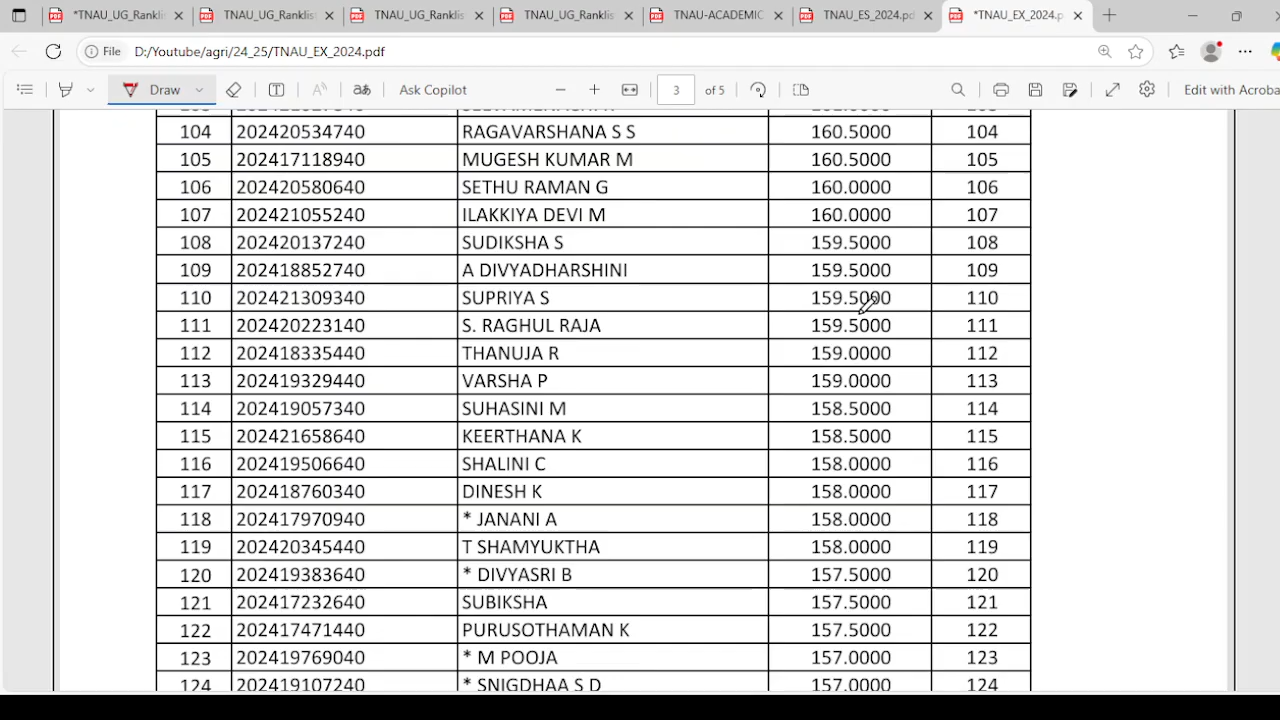 *TNAU_UG_Ranklis
TNAU_UG_Ranklis
TNAU_UG_Ranklis
TNAU_UG_Ranklis
TNAU-ACADEMIC
TNAU_ES_2024.pd
*TNAU_EX_2024.p
File D:/Youtube/agri/24_25/TNAU_EX_2024.pdf
Draw Ask Copilot 3 of 5 Edit with Acroba
104 202420534740 RAGAVARSHANA S S 160.5000 104
105 202417118940 MUGESH KUMAR M 160.5000 105
106 202420580640 SETHU RAMAN G 160.0000 106
107 202421055240 ILAKKIYA DEVI M 160.0000 107
108 202420137240 SUDIKSHA S 159.5000 108
109 202418852740 A DIVYADHARSHINI 159.5000 109
110 202421309340 SUPRIYA S 159.5000 110
111 202420223140 S. RAGHUL RAJA 159.5000 111
112 202418335440 THANUJA R 159.0000 112
113 202419329440 VARSHA P 159.0000 113
114 202419057340 SUHASINI M 158.5000 114
115 202421658640 KEERTHANA K 158.5000 115
116 202419506640 SHALINI C 158.0000 116
117 202418760340 DINESH K 158.0000 117
118 202417970940 * JANANI A 158.0000 118
119 202420345440 T SHAMYUKTHA 158.0000 119
120 202419383640 * DIVYASRI B 157.5000 120
121 202417232640 SUBIKSHA 157.5000 121
122 202417471440 PURUSOTHAMAN K 157.5000 122
123 202419769040 * M POOJA 157.0000 123
124 202419107240 * SNIGDHAA S D 157.0000 124